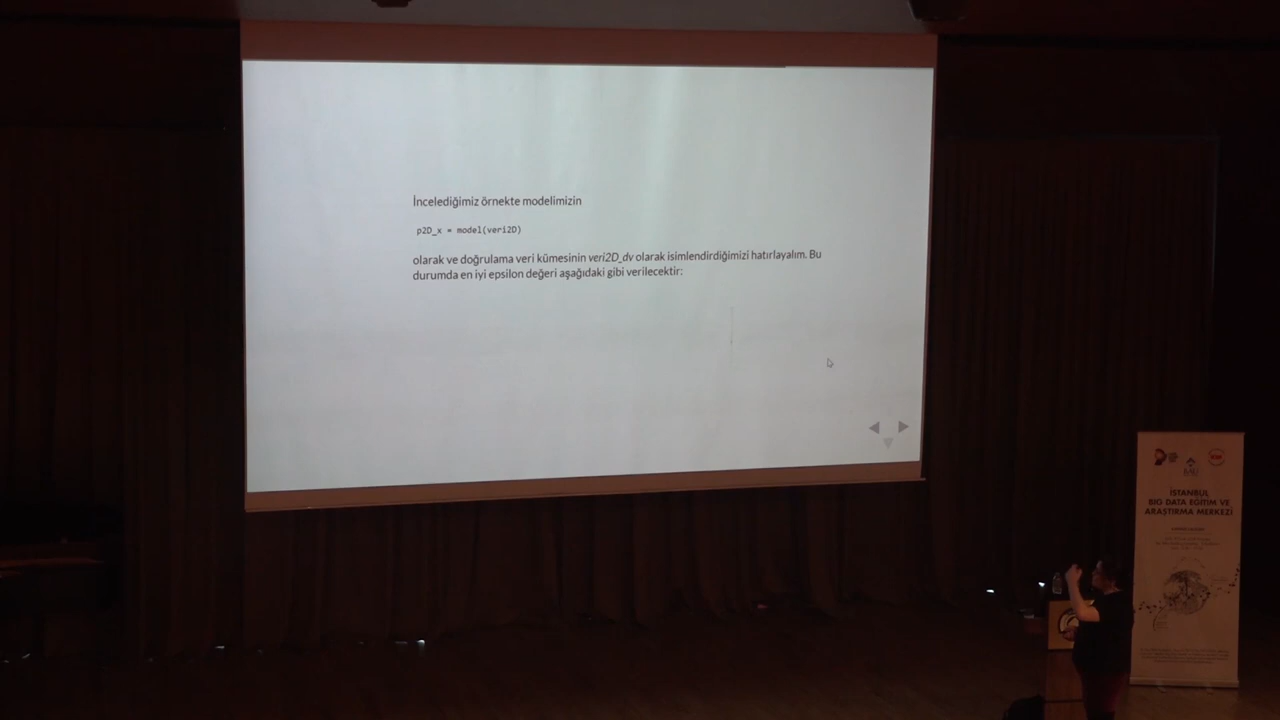 İncelediğimiz örnekte modelimizin
p2D_x = model(veri2D)
olarak ve doğrulama veri kümesinin veri2D_dv olarak isimlendirdiğimizi hatırlayalım. Bu
durumda en iyi epsilon değeri aşağıdaki gibi verilecektir:
İSTANBUL
BIG DATA EĞİTİM VE
ARAŞTIRMA MERKEZİ